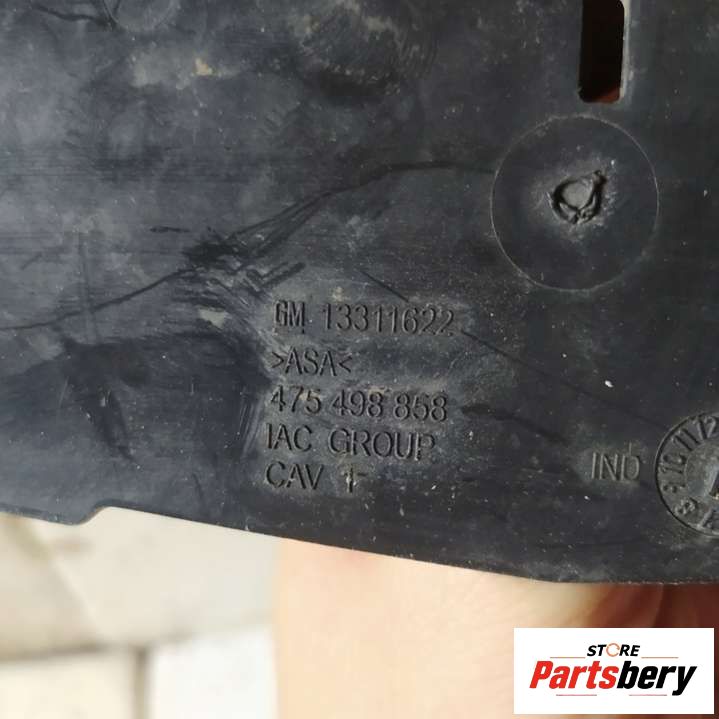 GM 13311622
>ASA<
475 498 858
IAC GROUP
CAV 1
IND
STORE
Partsbery